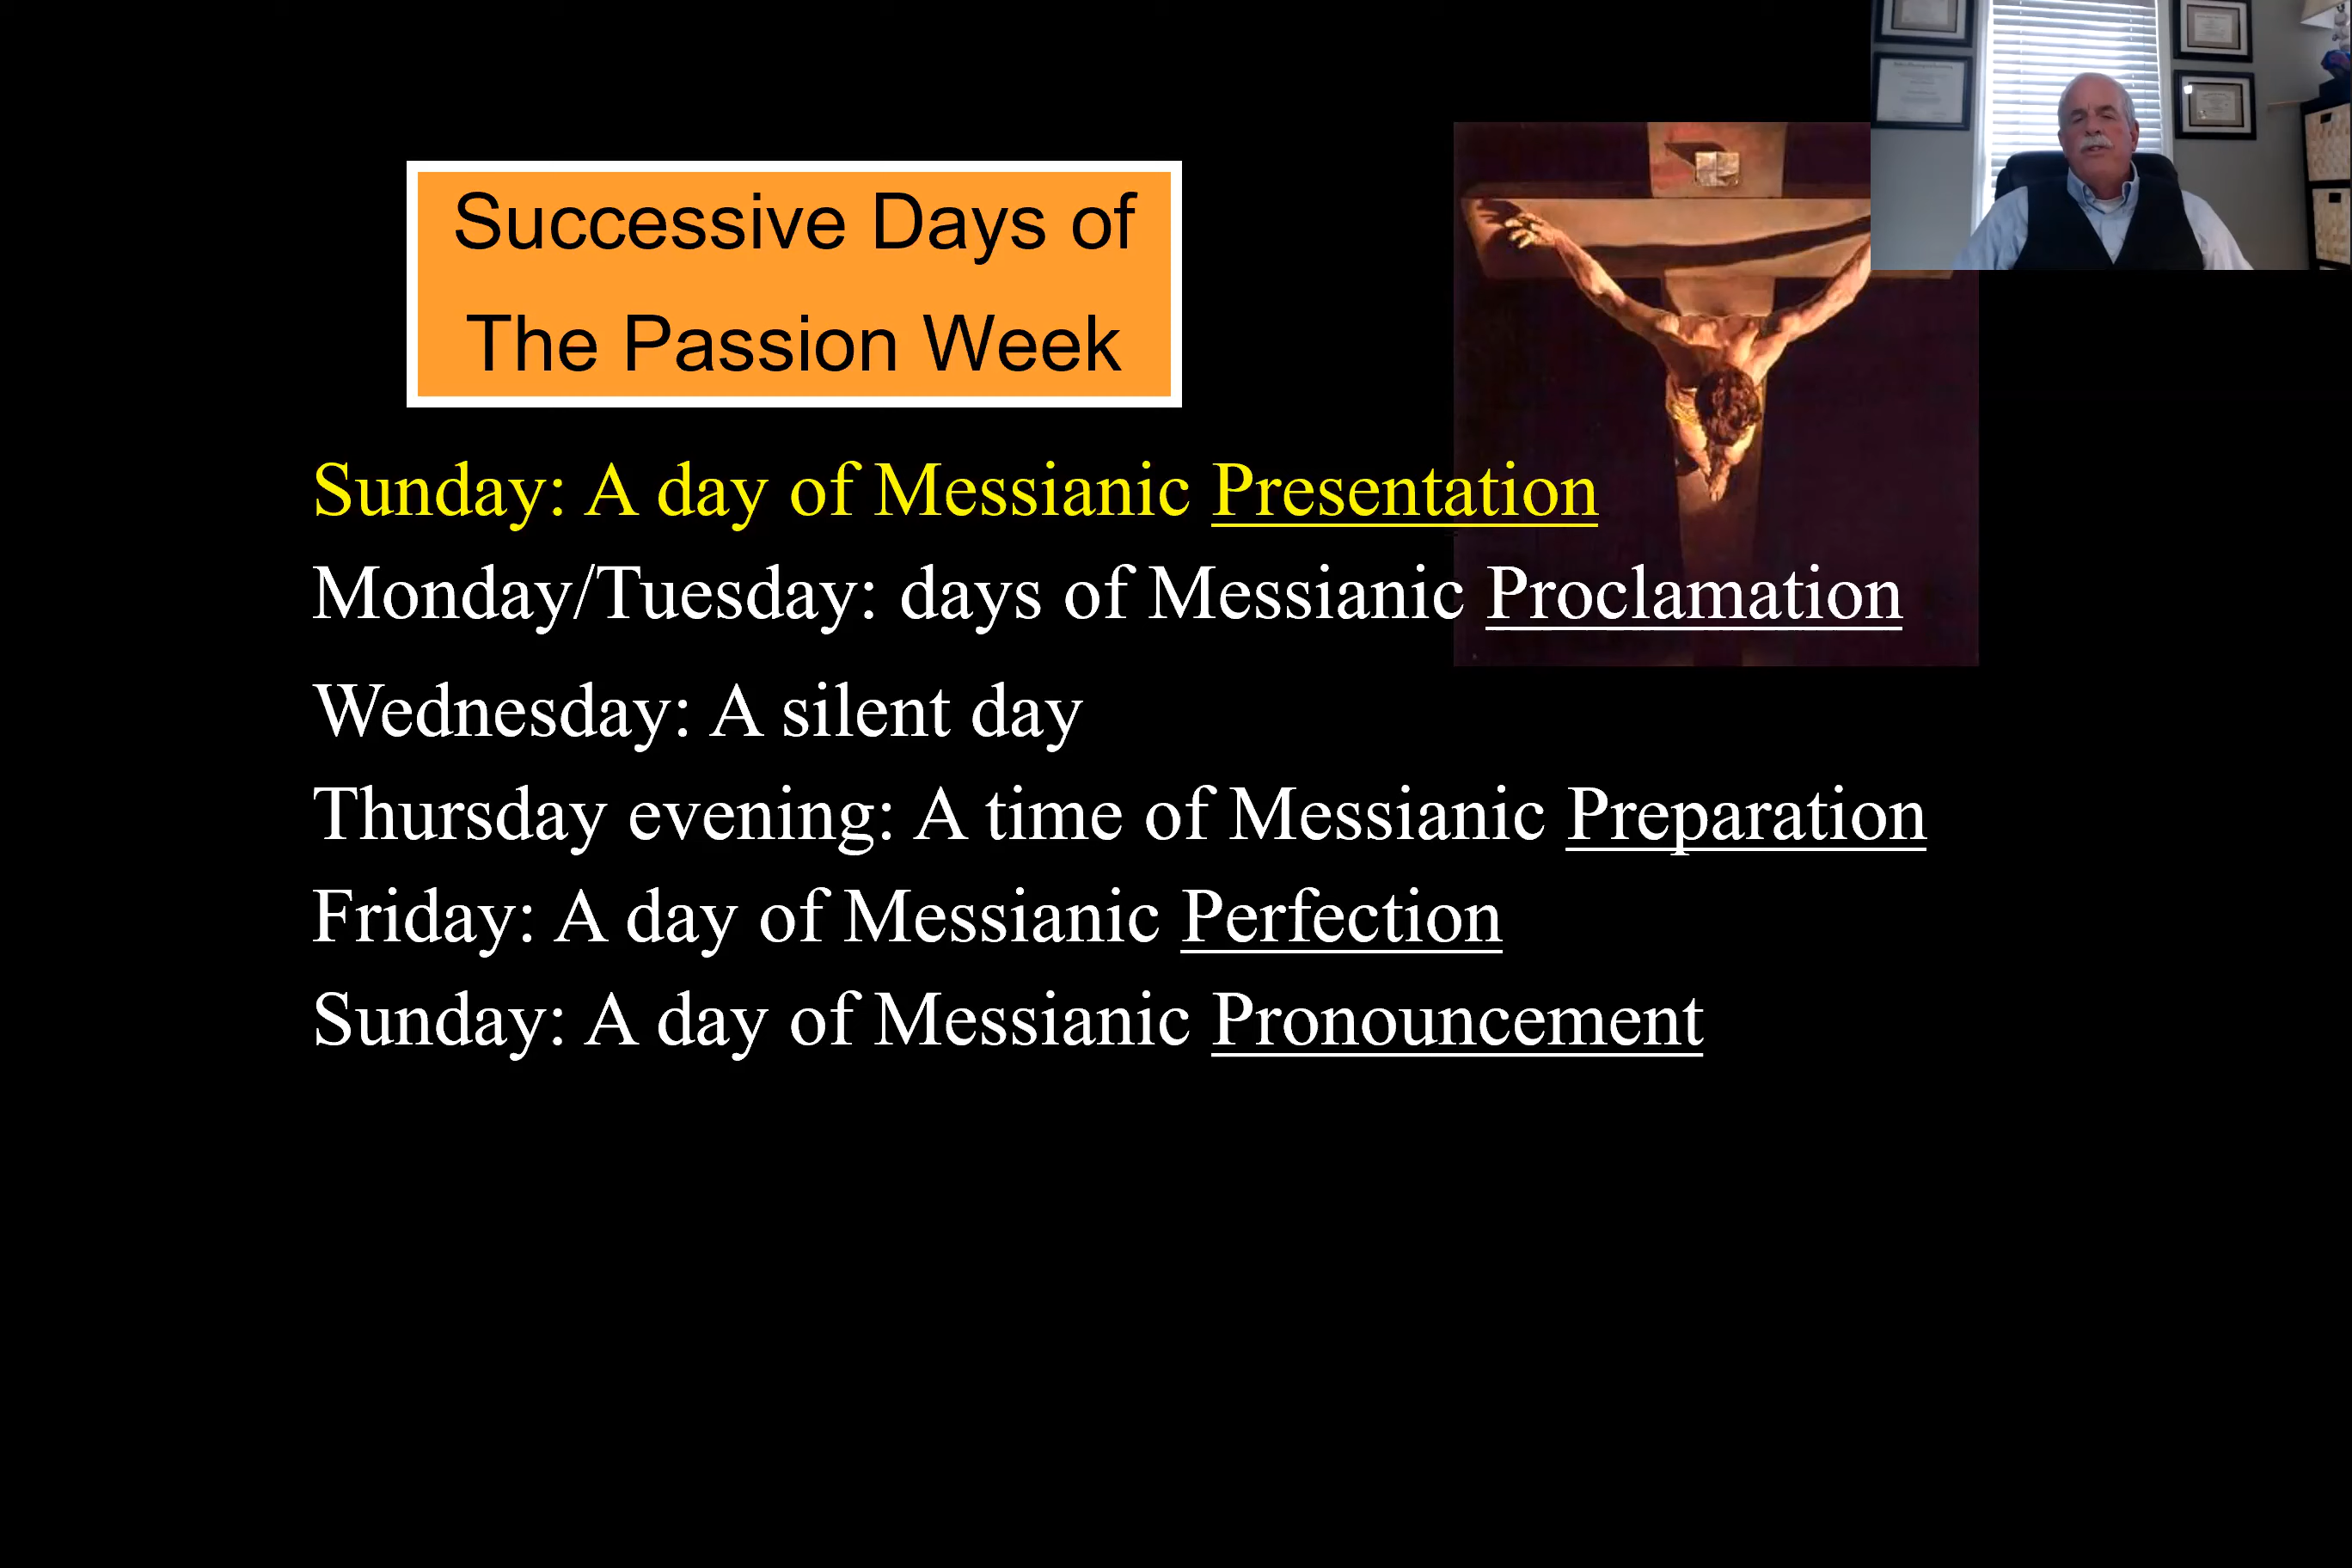 Successive Days of
The Passion Week
Sunday: A day of Messianic Presentation
Monday/Tuesday: days of Messianic Proclamation
Wednesday: A silent day
Thursday evening: A time of Messianic Preparation
Friday: A day of Messianic Perfection
Sunday: A day of Messianic Pronouncement